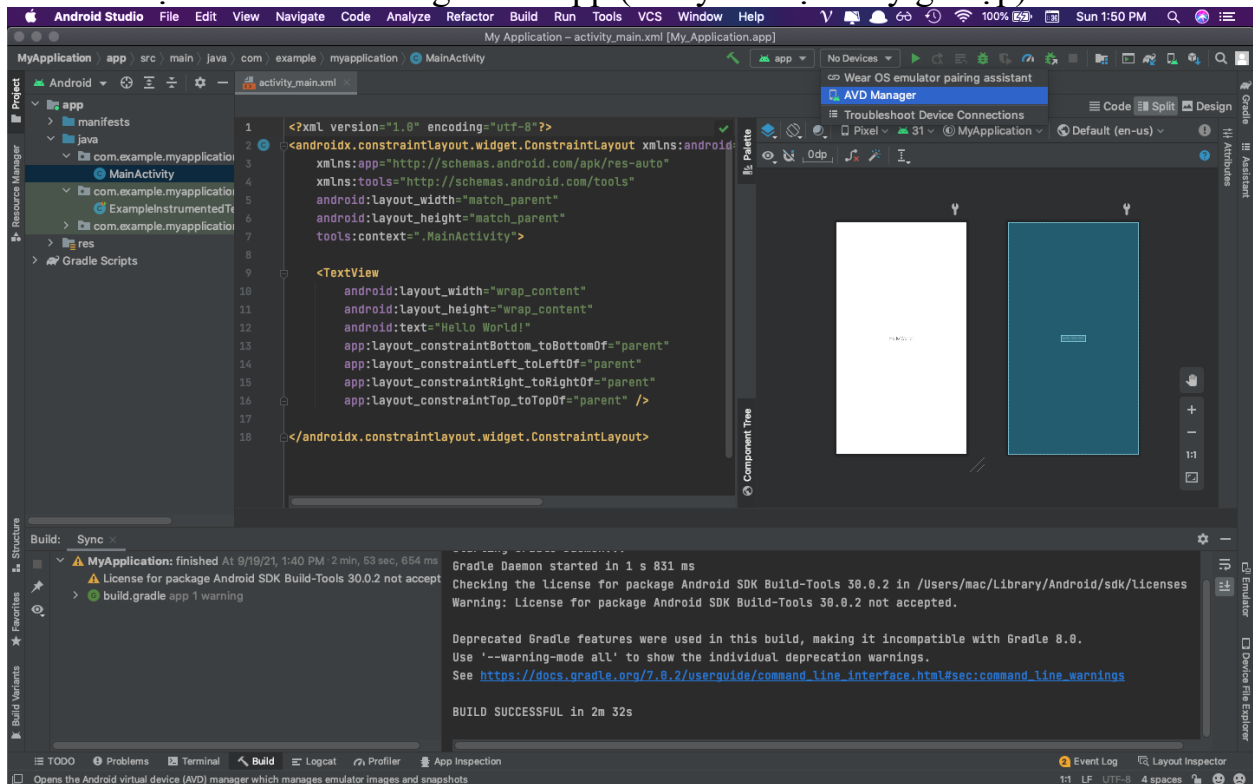 Android Studio File Edit View Navigate Code Analyze Refactor Build Run Tools VCS Window Help 100% Sun 1:50 PM
My Application – activity_main.xml [My_Application.app]
MyApplication app src main java com example myapplication MainActivity app No Devices
Wear OS emulator pairing assistant
AVD Manager
Troubleshoot Device Connections
Android
activity_main.xml
Code Split Design
Pixel 31 MyApplication Default (en-us)
0dp
Project
Resource Manager
app
manifests
java
com.example.myapplicatio
MainActivity
com.example.myapplicatio
ExampleInstrumentedTe
com.example.myapplicatio
res
Gradle Scripts
1 <?xml version="1.0" encoding="utf-8"?>
2 <androidx.constraintlayout.widget.ConstraintLayout xmlns:android=
3 xmlns:app="http://schemas.android.com/apk/res-auto"
4 xmlns:tools="http://schemas.android.com/tools"
5 android:layout_width="match_parent"
6 android:layout_height="match_parent"
7 tools:context=".MainActivity">
8
9 <TextView
10 android:layout_width="wrap_content"
11 android:layout_height="wrap_content"
12 android:text="Hello World!"
13 app:layout_constraintBottom_toBottomOf="parent"
14 app:layout_constraintLeft_toLeftOf="parent"
15 app:layout_constraintRight_toRightOf="parent"
16 app:layout_constraintTop_toTopOf="parent" />
17
18 </androidx.constraintlayout.widget.ConstraintLayout>
Palette
Component Tree
1:1
Gradle
Attributes
Assistant
Structure
Favorites
Build Variants
Build: Sync
MyApplication: finished At 9/19/21, 1:40 PM 2 min, 53 sec, 654 ms
License for package Android SDK Build-Tools 30.0.2 not accept
build.gradle app 1 warning
Gradle Daemon started in 1 s 831 ms
Checking the license for package Android SDK Build-Tools 30.0.2 in /Users/mac/Library/Android/sdk/licenses
Warning: License for package Android SDK Build-Tools 30.0.2 not accepted.
Deprecated Gradle features were used in this build, making it incompatible with Gradle 8.0.
Use '--warning-mode all' to show the individual deprecation warnings.
See https://docs.gradle.org/7.0.2/userguide/command_line_interface.html#sec:command_line_warnings
BUILD SUCCESSFUL in 2m 32s
Emulator
Device File Explorer
TODO Problems Terminal Build Logcat Profiler App Inspection Event Log Layout Inspector
Opens the Android virtual device (AVD) manager which manages emulator images and snapshots 1:1 LF UTF-8 4 spaces